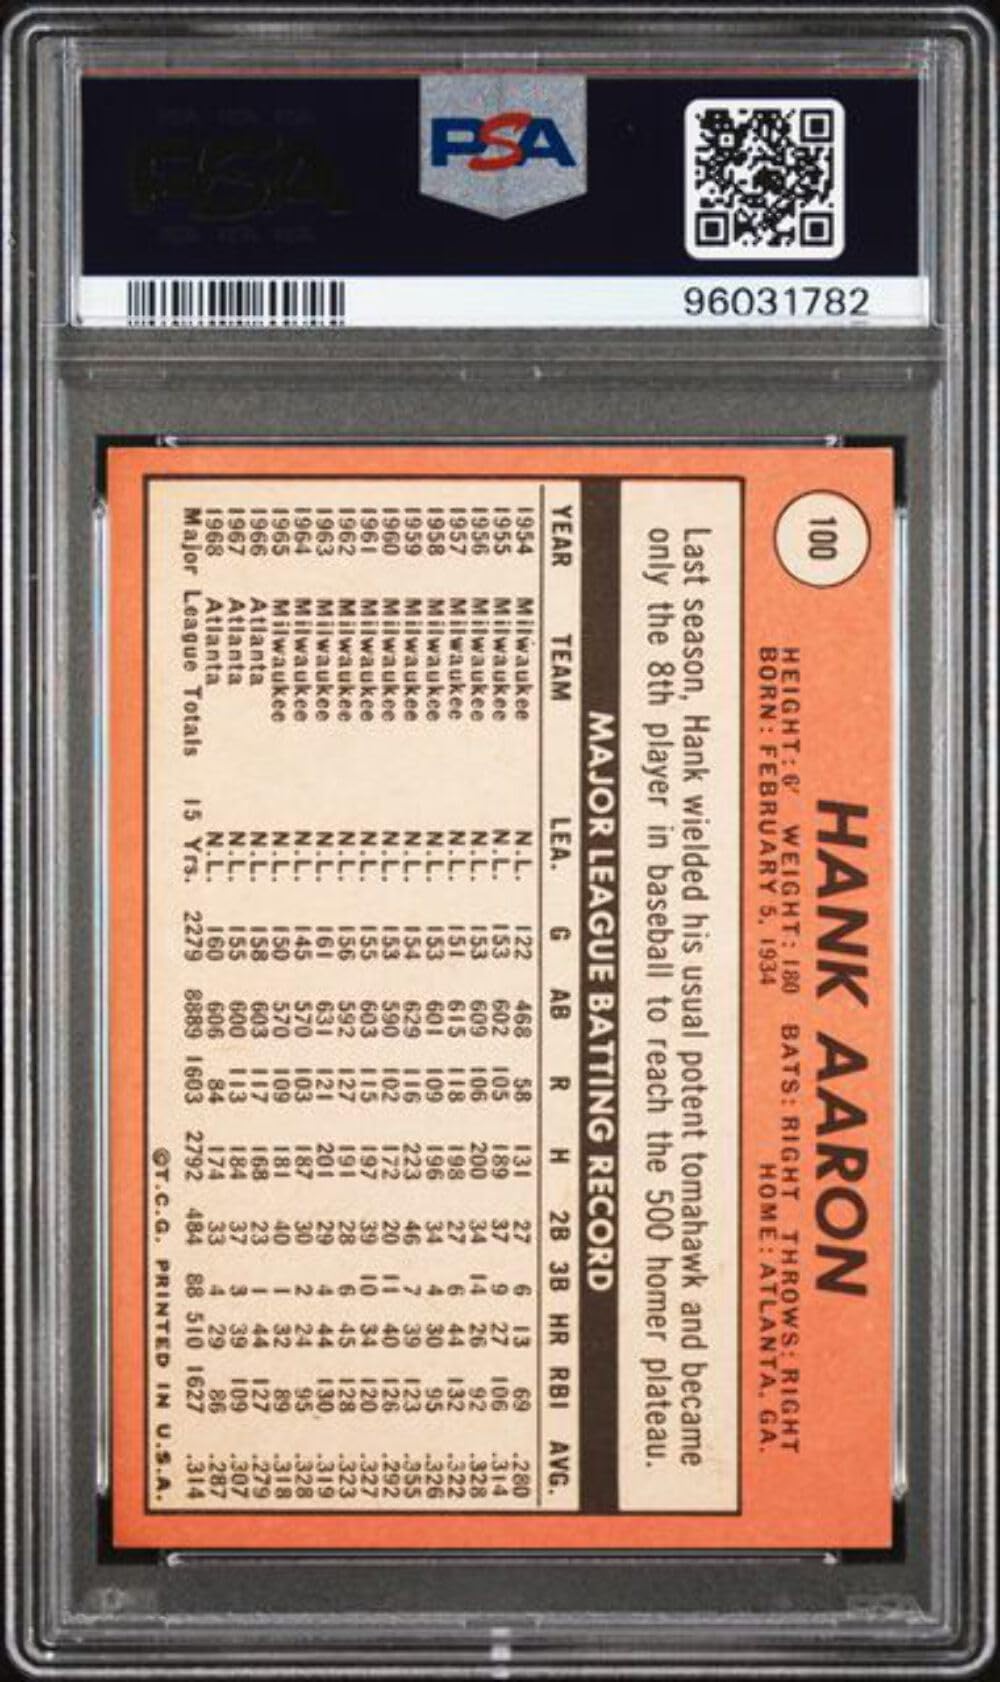 PSA
96031782
100
HANK AARON
HEIGHT: 6' WEIGHT: 180 BATS: RIGHT THROWS: RIGHT
BORN: FEBRUARY 5, 1934 HOME: ATLANTA, GA.
Last season, Hank wielded his usual potent tomahawk and became
only the 8th player in baseball to reach the 500 homer plateau.
MAJOR LEAGUE BATTING RECORD
YEAR TEAM LEA. G AB R H 2B 3B HR RBI AVG.
1954 Milwaukee N.L. 122 468 58 131 27 6 13 69 .280
1955 Milwaukee N.L. 153 602 105 189 37 9 27 106 .314
1956 Milwaukee N.L. 153 609 106 200 34 14 26 92 .328
1957 Milwaukee N.L. 151 615 118 198 27 6 44 132 .322
1958 Milwaukee N.L. 153 601 109 196 34 4 30 95 .326
1959 Milwaukee N.L. 154 629 116 223 46 7 39 123 .355
1960 Milwaukee N.L. 153 590 102 172 20 11 40 126 .292
1961 Milwaukee N.L. 155 603 115 197 39 10 34 120 .327
1962 Milwaukee N.L. 156 592 127 191 28 6 45 128 .323
1963 Milwaukee N.L. 161 631 121 201 29 4 44 130 .319
1964 Milwaukee N.L. 145 570 103 187 30 2 24 95 .328
1965 Milwaukee N.L. 150 570 109 181 40 1 32 89 .318
1966 Atlanta N.L. 158 603 117 168 23 1 44 127 .279
1967 Atlanta N.L. 155 600 113 184 37 3 39 109 .307
1968 Atlanta N.L. 160 606 84 174 33 4 29 86 .287
Major League Totals 15 Yrs. 2279 8889 1603 2792 484 88 510 1627 .314
©T.C.G. PRINTED IN U.S.A.